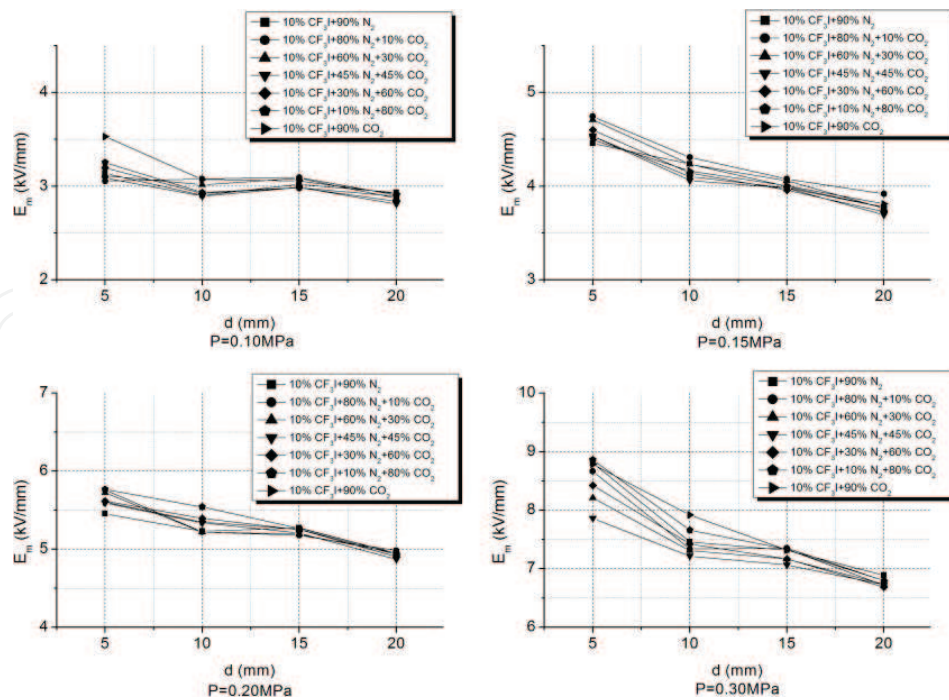 10% CF₃I+90% N₂
10% CF₃I+80% N₂+10% CO₂
10% CF₃I+60% N₂+30% CO₂
10% CF₃I+45% N₂+45% CO₂
10% CF₃I+30% N₂+60% CO₂
10% CF₃I+10% N₂+80% CO₂
10% CF₃I+90% CO₂
4
3
2
Eₘ (kV/mm)
5 10 15 20
d (mm)
P=0.10MPa
10% CF₃I+90% N₂
10% CF₃I+80% N₂+10% CO₂
10% CF₃I+60% N₂+30% CO₂
10% CF₃I+45% N₂+45% CO₂
10% CF₃I+30% N₂+60% CO₂
10% CF₃I+10% N₂+80% CO₂
10% CF₃I+90% CO₂
5
4
3
Eₘ (kV/mm)
5 10 15 20
d (mm)
P=0.15MPa
10% CF₃I+90% N₂
10% CF₃I+80% N₂+10% CO₂
10% CF₃I+60% N₂+30% CO₂
10% CF₃I+45% N₂+45% CO₂
10% CF₃I+30% N₂+60% CO₂
10% CF₃I+10% N₂+80% CO₂
10% CF₃I+90% CO₂
7
6
5
4
Eₘ (kV/mm)
5 10 15 20
d (mm)
P=0.20MPa
10% CF₃I+90% N₂
10% CF₃I+80% N₂+10% CO₂
10% CF₃I+60% N₂+30% CO₂
10% CF₃I+45% N₂+45% CO₂
10% CF₃I+30% N₂+60% CO₂
10% CF₃I+10% N₂+80% CO₂
10% CF₃I+90% CO₂
10
9
8
7
6
Eₘ (kV/mm)
5 10 15 20
d (mm)
P=0.30MPa